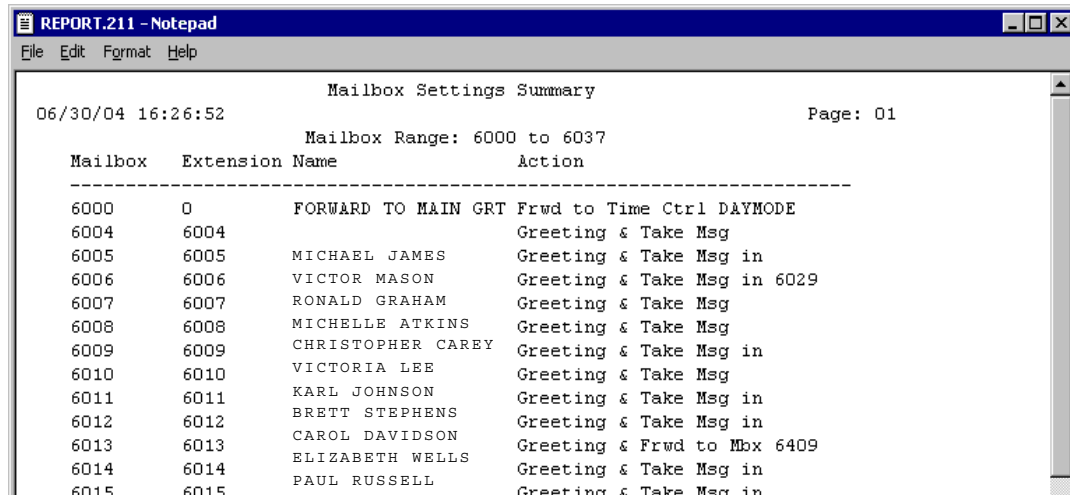 REPORT.211 - Notepad
File Edit Format Help
Mailbox Settings Summary
06/30/04 16:26:52 Page: 01
Mailbox Range: 6000 to 6037
Mailbox Extension Name Action
----------------------------------------------------------------------
6000 0 FORWARD TO MAIN GRT Frwd to Time Ctrl DAYMODE
6004 6004 Greeting & Take Msg
6005 6005 MICHAEL JAMES Greeting & Take Msg in
6006 6006 VICTOR MASON Greeting & Take Msg in 6029
6007 6007 RONALD GRAHAM Greeting & Take Msg
6008 6008 MICHELLE ATKINS Greeting & Take Msg
6009 6009 CHRISTOPHER CAREY Greeting & Take Msg in
6010 6010 VICTORIA LEE Greeting & Take Msg
6011 6011 KARL JOHNSON Greeting & Take Msg in
6012 6012 BRETT STEPHENS Greeting & Take Msg in
6013 6013 CAROL DAVIDSON Greeting & Frwd to Mbx 6409
6014 6014 ELIZABETH WELLS Greeting & Take Msg in
6015 6015 PAUL RUSSELL Greeting & Take Msg in